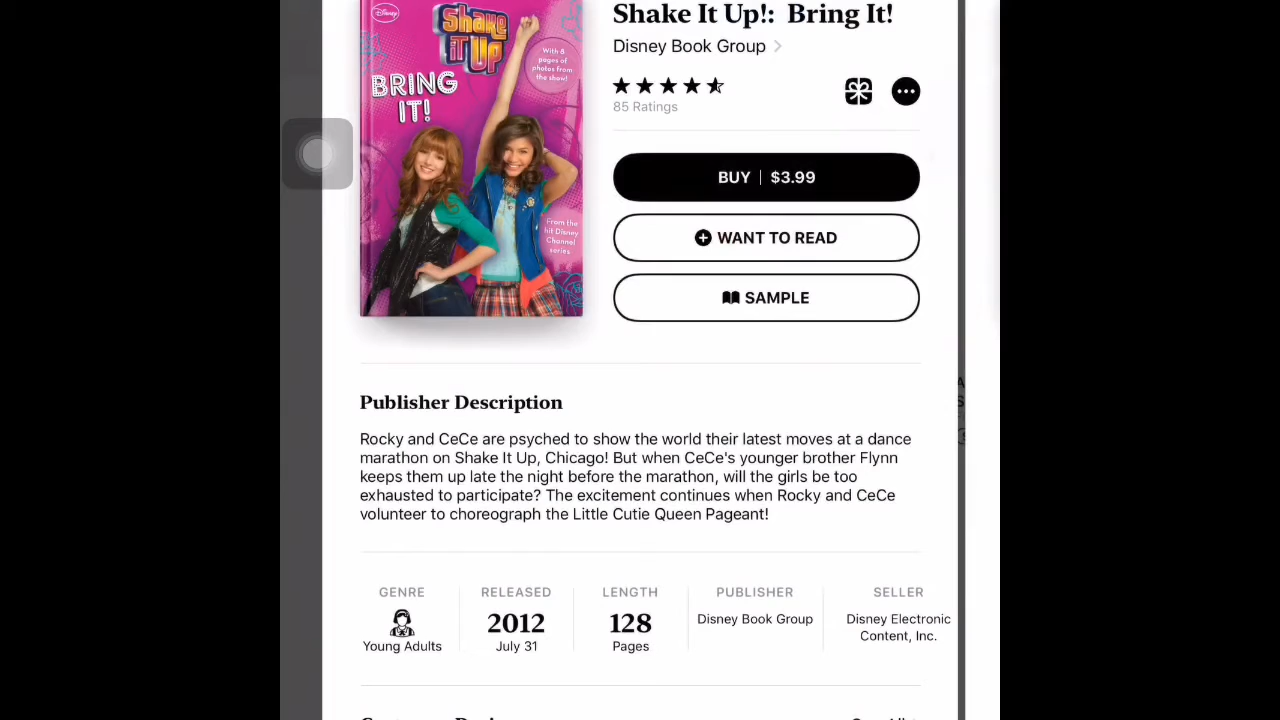 Disney
Shake
iT Up
BRING
IT!
With 8
pages of
photos from
the show!
From the
hit Disney
Channel
series
Shake It Up!: Bring It!
Disney Book Group
85 Ratings
BUY | $3.99
WANT TO READ
SAMPLE
Publisher Description
Rocky and CeCe are psyched to show the world their latest moves at a dance
marathon on Shake It Up, Chicago! But when CeCe's younger brother Flynn
keeps them up late the night before the marathon, will the girls be too
exhausted to participate? The excitement continues when Rocky and CeCe
volunteer to choreograph the Little Cutie Queen Pageant!
GENRE
Young Adults
RELEASED
2012
July 31
LENGTH
128
Pages
PUBLISHER
Disney Book Group
SELLER
Disney Electronic
Content, Inc.